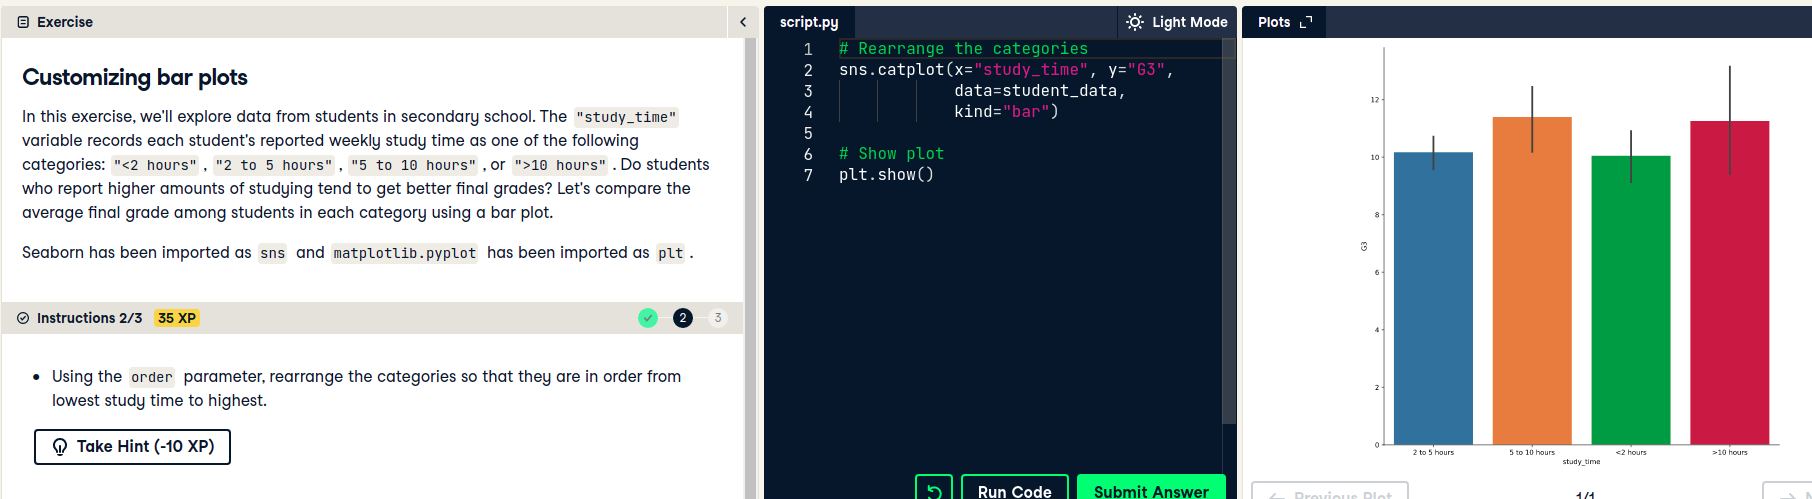 Exercise
Customizing bar plots
In this exercise, we'll explore data from students in secondary school. The "study_time"
variable records each student's reported weekly study time as one of the following
categories: "<2 hours" , "2 to 5 hours" , "5 to 10 hours" , or ">10 hours" . Do students
who report higher amounts of studying tend to get better final grades? Let's compare the
average final grade among students in each category using a bar plot.
Seaborn has been imported as sns and matplotlib.pyplot has been imported as plt .
Instructions 2/3 35 XP
2 3
• Using the order parameter, rearrange the categories so that they are in order from
lowest study time to highest.
Take Hint (-10 XP)
script.py
Light Mode
1 # Rearrange the categories
2 sns.catplot(x="study_time", y="G3",
3 data=student_data,
4 kind="bar")
5
6 # Show plot
7 plt.show()
Run Code
Submit Answer
Plots
12
10
8
6
4
2
0
G3
2 to 5 hours 5 to 10 hours <2 hours >10 hours
study_time
Previous Plot 1/1